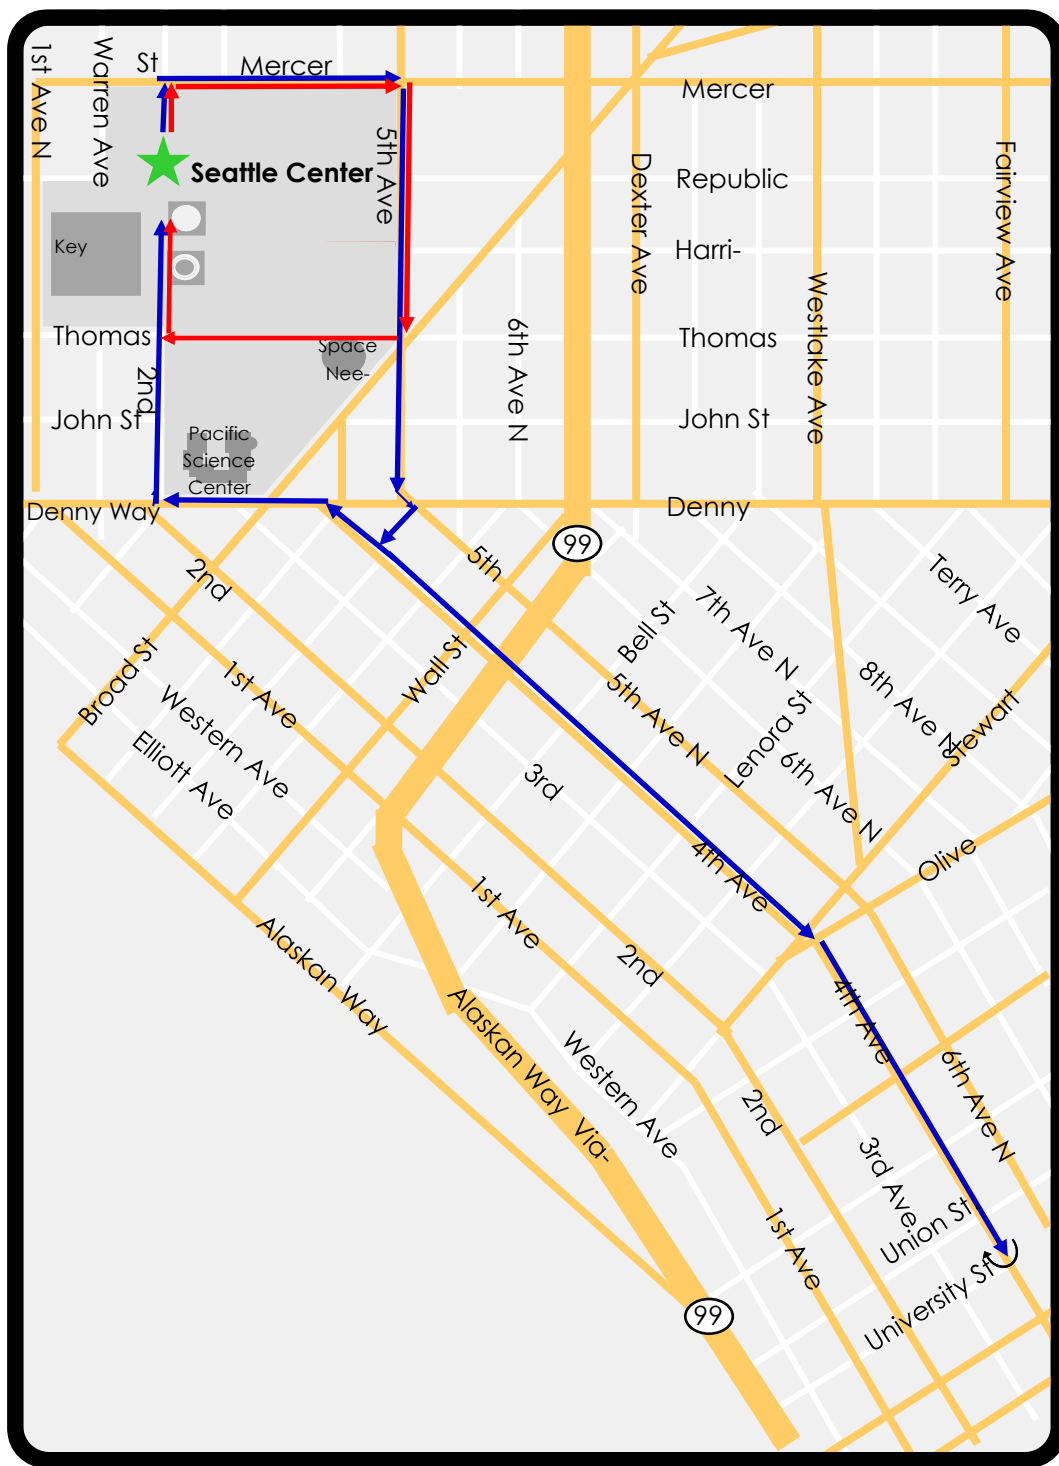 1st Ave N
Warren Ave
St
Mercer
Mercer
5th Ave
Seattle Center
Dexter Ave
Republic
Fairview Ave
Key
Harri-
Westlake Ave
Thomas
Space
Nee-
6th Ave N
Thomas
2nd
John St
John St
Pacific
Science
Center
Denny Way
Denny
99
5th
2nd
Terry Ave
7th Ave N
Bell St
Broad St
1st Ave
Wall St
8th Ave N
Western Ave
5th Ave N
Lenora St
Stewart
Elliott Ave
3rd
6th Ave N
4th Ave
Olive
1st Ave
Alaskan Way
2nd
4th Ave
Alaskan Way Via-
Western Ave
6th Ave N
2nd
3rd Ave
Union St
1st Ave
University St
99